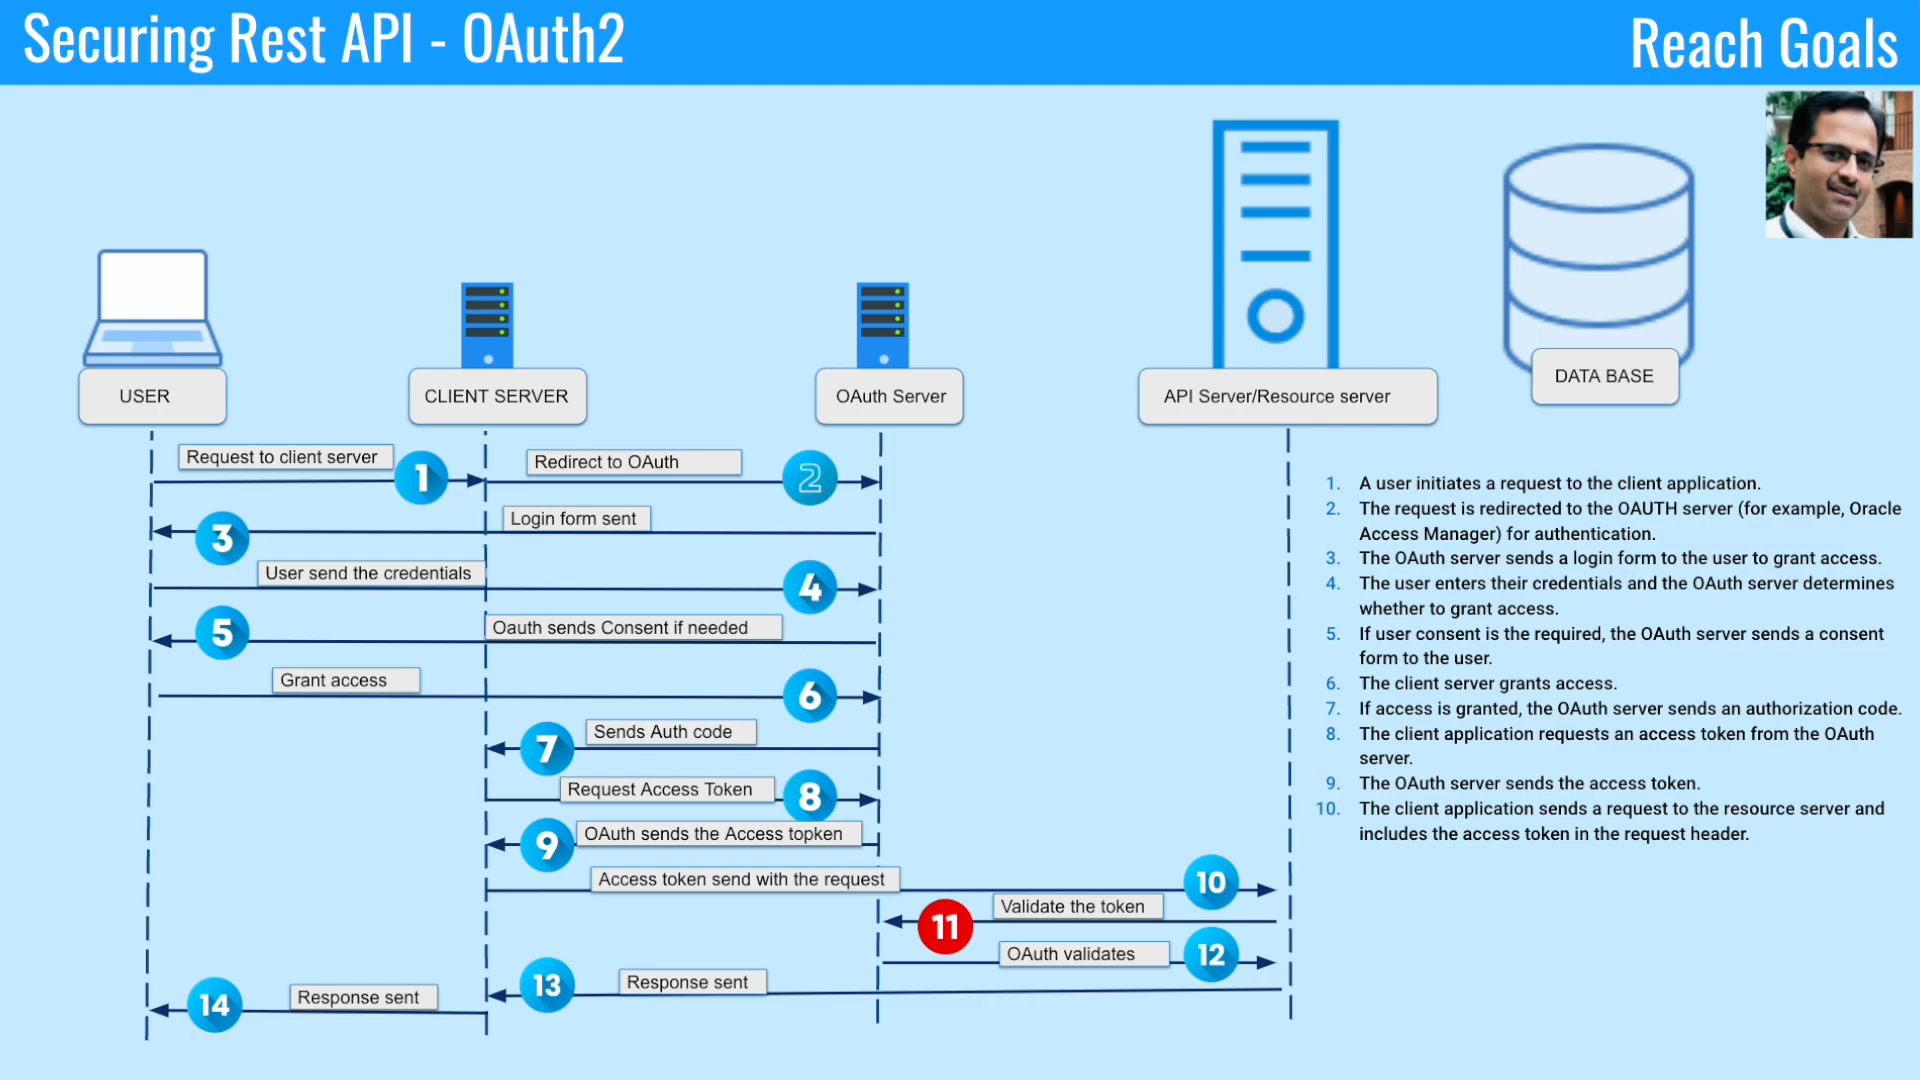 Securing Rest API - OAuth2
Reach Goals
USER
CLIENT SERVER
OAuth Server
API Server/Resource server
DATA BASE
Request to client server
1
Redirect to OAuth
2
Login form sent
3
User send the credentials
4
Oauth sends Consent if needed
5
Grant access
6
Sends Auth code
7
Request Access Token
8
OAuth sends the Access topken
9
Access token send with the request
10
Validate the token
11
OAuth validates
12
Response sent
13
Response sent
14
1. A user initiates a request to the client application.
2. The request is redirected to the OAUTH server (for example, Oracle
Access Manager) for authentication.
3. The OAuth server sends a login form to the user to grant access.
4. The user enters their credentials and the OAuth server determines
whether to grant access.
5. If user consent is the required, the OAuth server sends a consent
form to the user.
6. The client server grants access.
7. If access is granted, the OAuth server sends an authorization code.
8. The client application requests an access token from the OAuth
server.
9. The OAuth server sends the access token.
10. The client application sends a request to the resource server and
includes the access token in the request header.